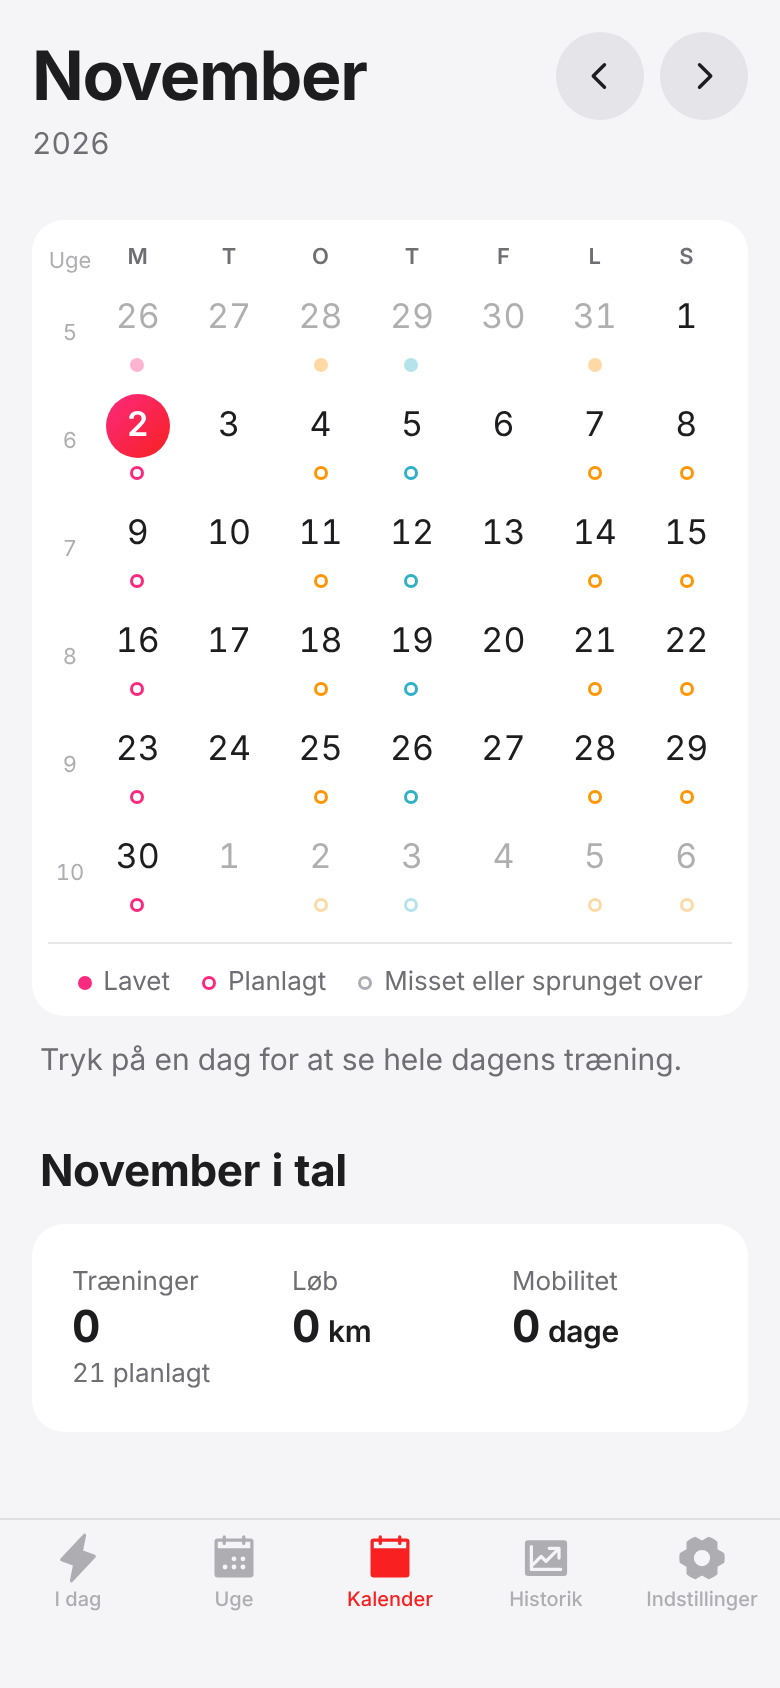 November
2026
Uge M T O T F L S
5 26 27 28 29 30 31 1
6 2 3 4 5 6 7 8
7 9 10 11 12 13 14 15
8 16 17 18 19 20 21 22
9 23 24 25 26 27 28 29
10 30 1 2 3 4 5 6
Lavet Planlagt Misset eller sprunget over
Tryk på en dag for at se hele dagens træning.
November i tal
Træninger Løb Mobilitet
0 0 km 0 dage
21 planlagt
I dag Uge Kalender Historik Indstillinger